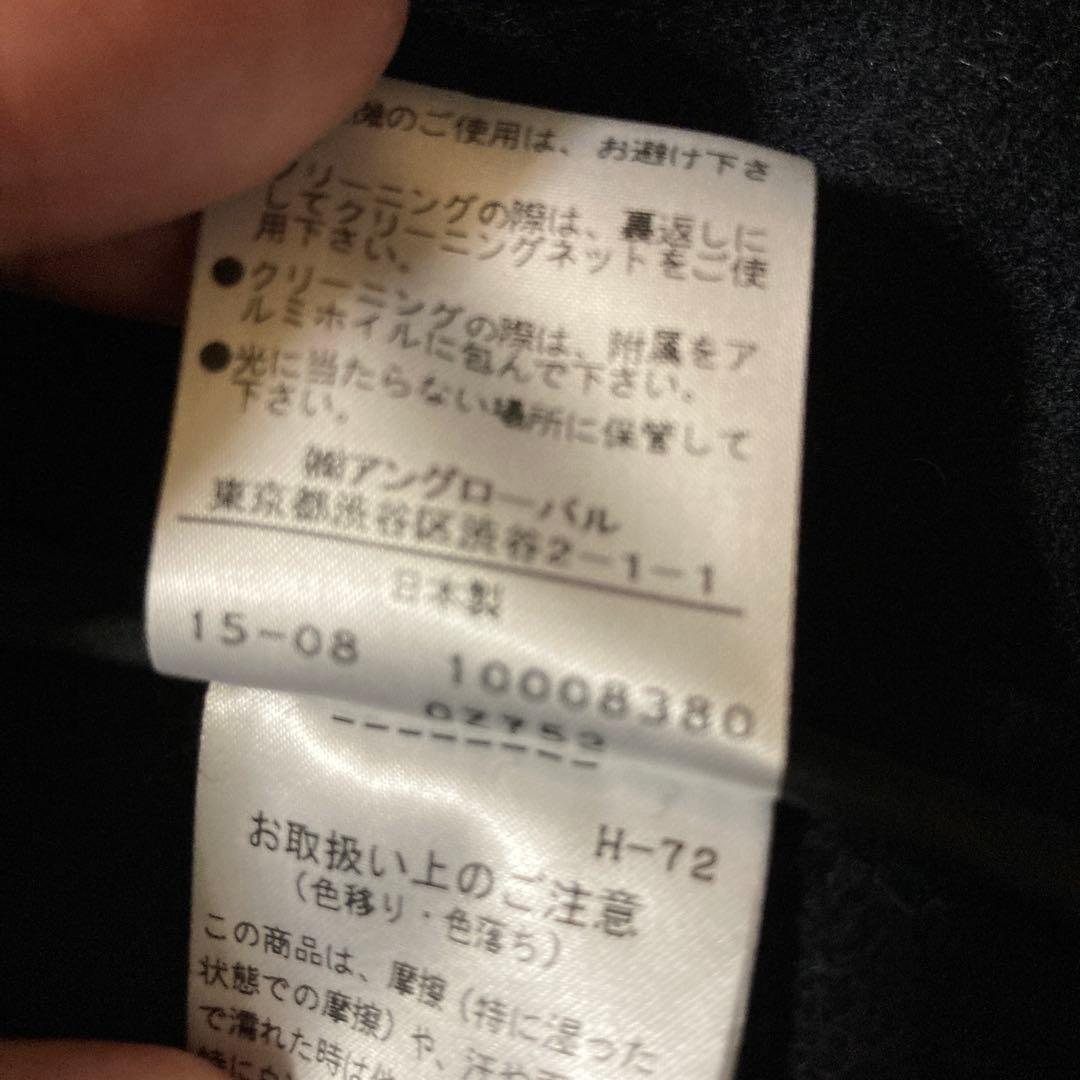 機のご使用は、お避け下さ
クリーニングの際は、裏返しに
してクリーニングネットをご使
用下さい。
●クリーニングの際は、附属をア
ルミホイルに包んで下さい。
●光に当たらない場所に保管して
下さい。
㈱アングローバル
東京都渋谷区渋谷2-1-1
日本製
15-08 10008380
H-72
お取扱い上のご注意
(色移り・色落ち)
この商品は、摩擦(特に湿った
状態での摩擦)や、汗や
で濡れた時は他
特に